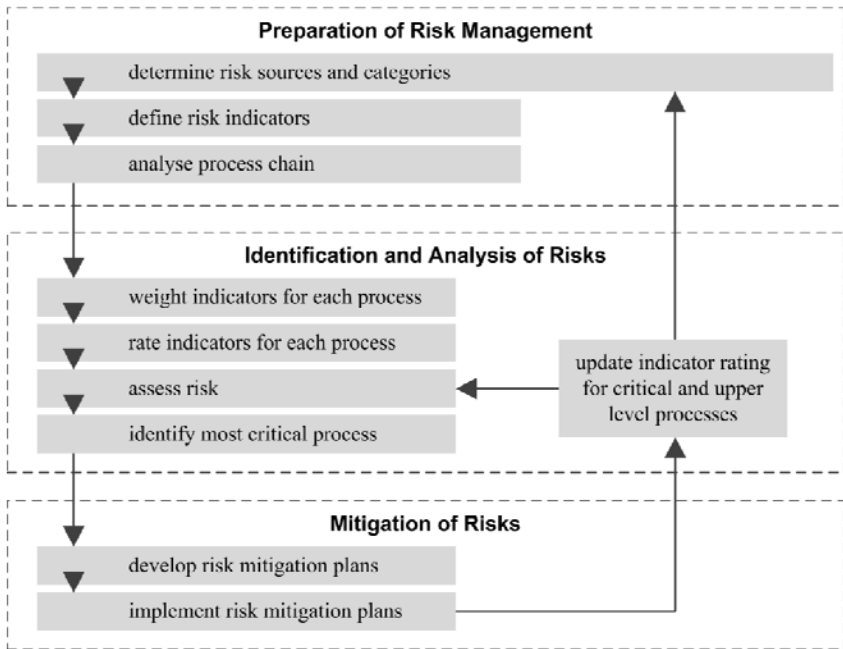 Preparation of Risk Management
determine risk sources and categories
define risk indicators
analyse process chain
Identification and Analysis of Risks
weight indicators for each process
rate indicators for each process
assess risk
identify most critical process
update indicator rating
for critical and upper
level processes
Mitigation of Risks
develop risk mitigation plans
implement risk mitigation plans